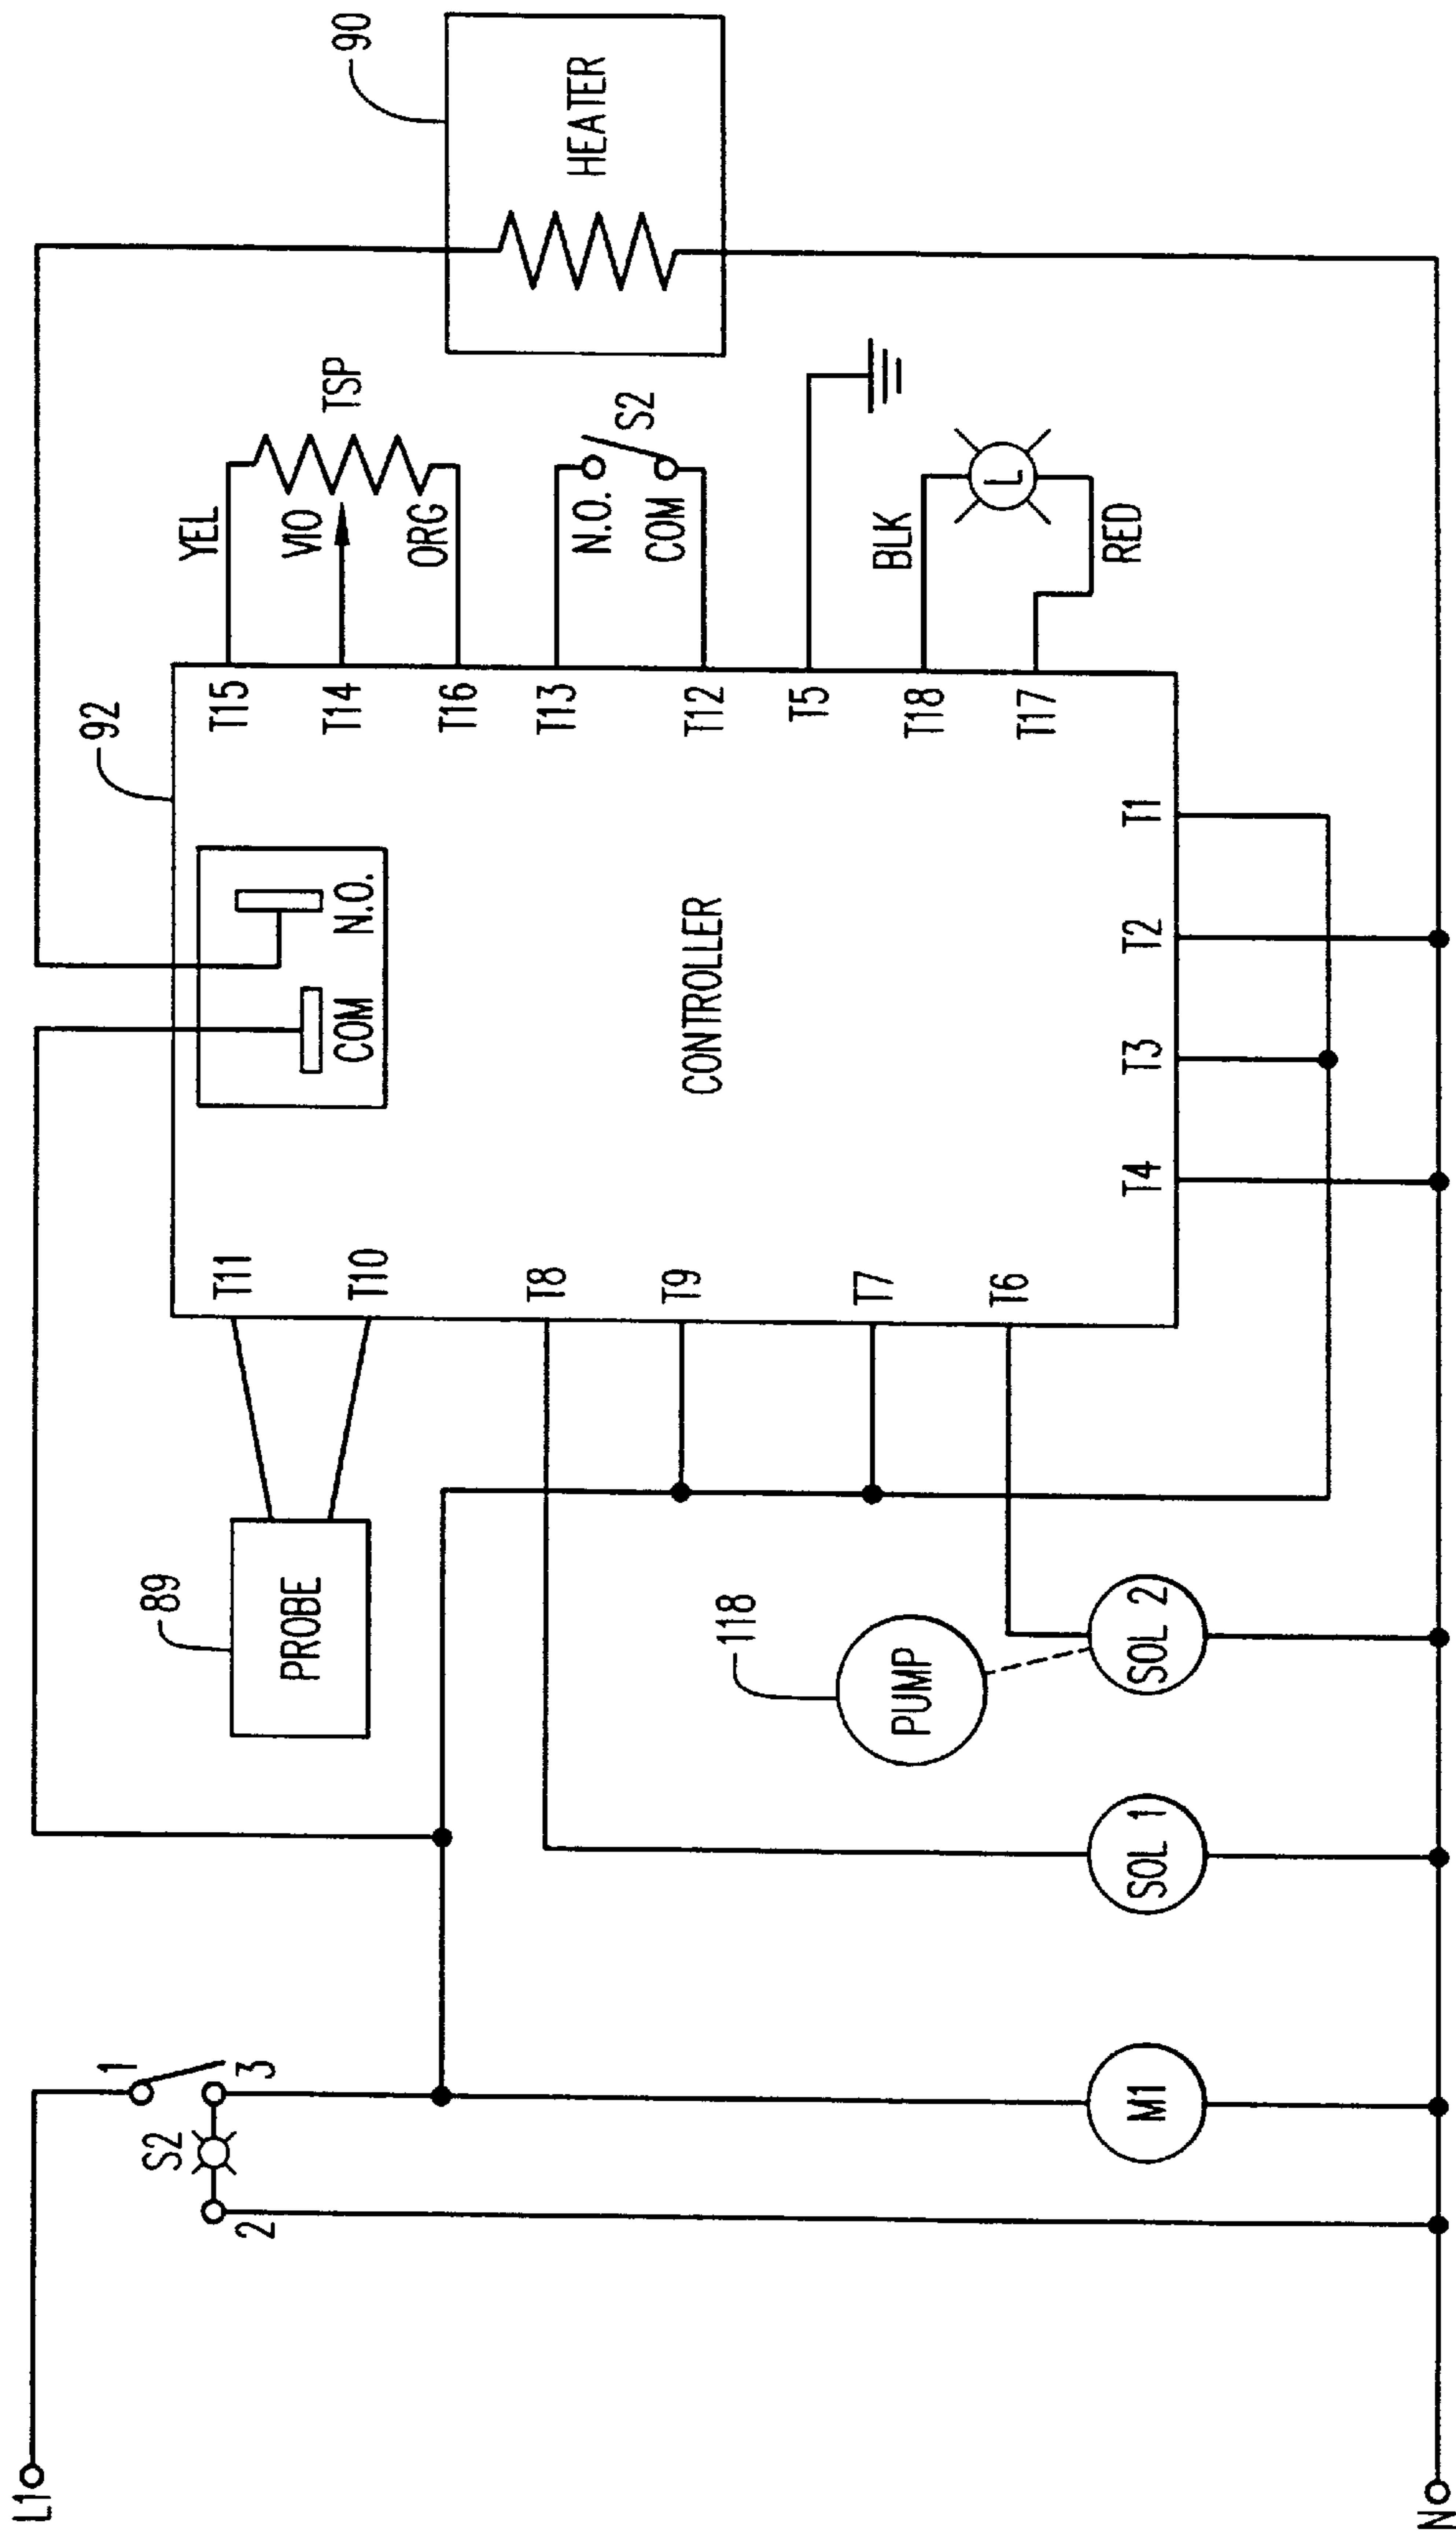 L1
N
1
S2
3
2
M1
SOL 1
SOL 2
PUMP
118
PROBE
89
T11
T10
T8
T9
T7
T6
92
COM
N.O.
CONTROLLER
T4
T3
T2
T1
T15
T14
T16
T13
T12
T5
T18
T17
YEL
VIO
ORG
TSP
N.O.
COM
S2
BLK
L
RED
90
HEATER